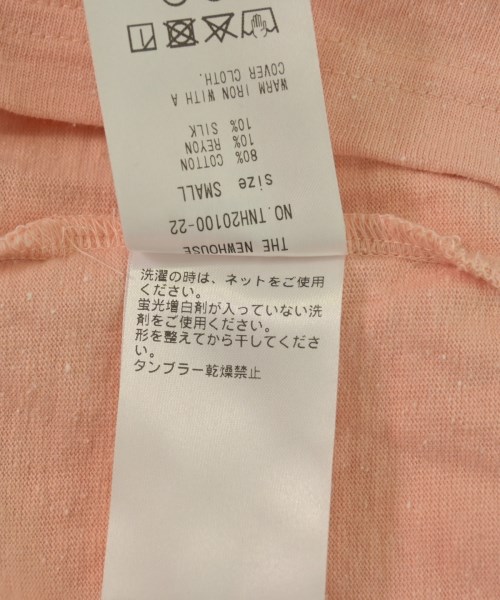 THE NEWHOUSE
NO.TNH20100-22
size SMALL
80% COTTON
10% REYON
10% SILK
WARM IRON WITH A
COVER CLOTH.
洗濯の時は、ネットをご使用
ください。
蛍光増白剤が入っていない洗
剤をご使用ください。
形を整えてから干してくださ
い。
タンブラー乾燥禁止